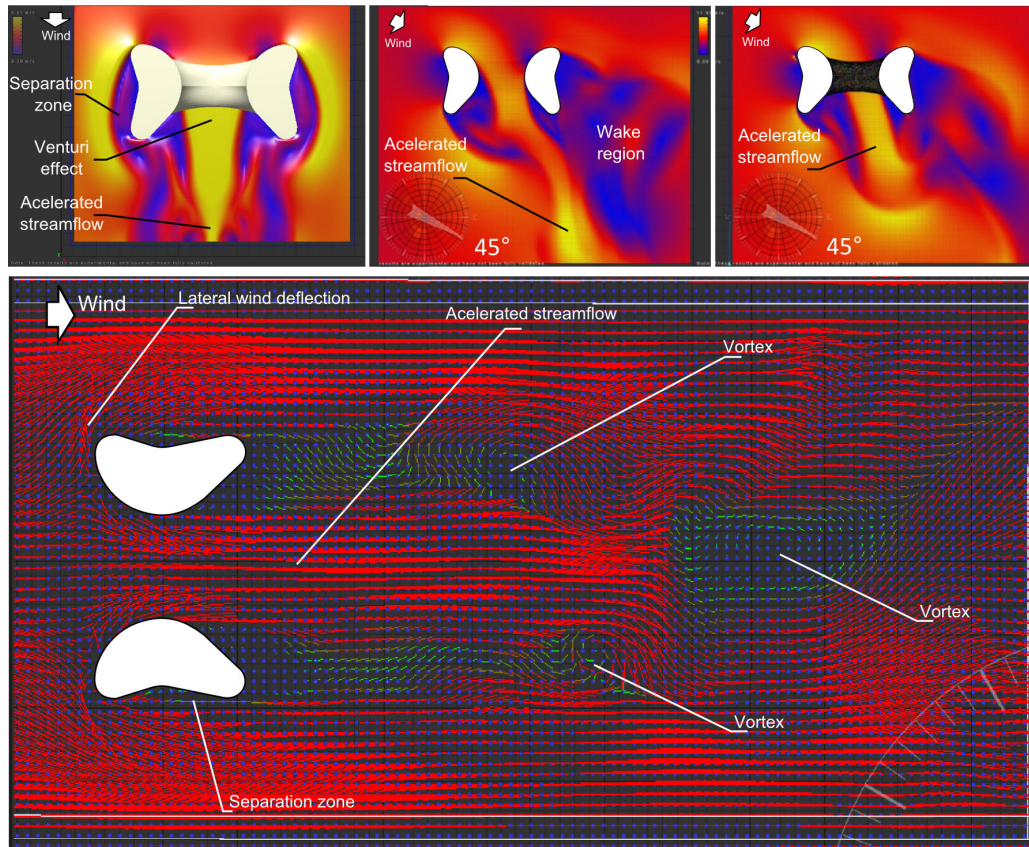 Wind
Separation
zone
Venturi
effect
Acelerated
streamflow
Wind
Acelerated
streamflow
Wake
region
45°
Wind
Acelerated
streamflow
45°
Wind
Lateral wind deflection
Acelerated streamflow
Vortex
Vortex
Vortex
Separation zone